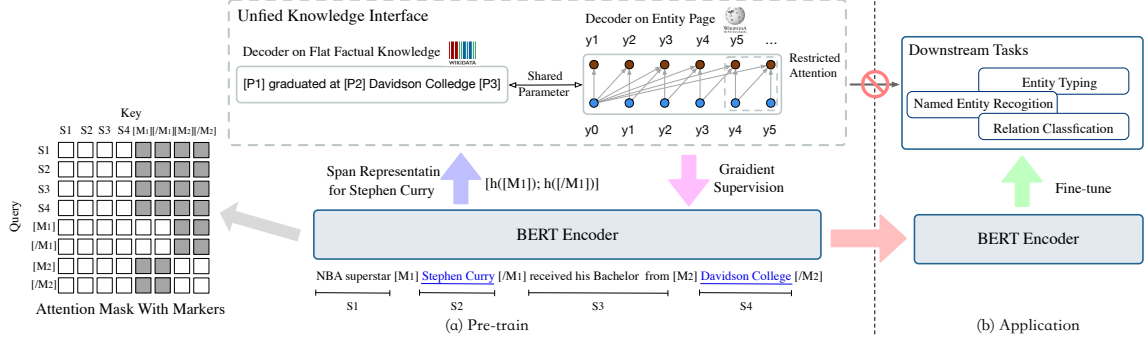 Unfied Knowledge Interface
Decoder on Entity Page
WIKIPEDIA
y1 y2 y3 y4 y5 ...
Decoder on Flat Factual Knowledge
WIKIDATA
[P1] graduated at [P2] Davidson Colledge [P3]
Shared
Parameter
Restricted
Attention
y0 y1 y2 y3 y4 y5
Downstream Tasks
Entity Typing
Named Entity Recogition
Relation Classfication
Key
S1 S2 S3 S4 [M1] [/M1] [M2] [/M2]
Query
S1
S2
S3
S4
[M1]
[/M1]
[M2]
[/M2]
Attention Mask With Markers
Span Representatin
for Stephen Curry
[h([M1); h([/M1])]
Graidient
Supervision
Fine-tune
BERT Encoder
BERT Encoder
NBA superstar [M1] Stephen Curry [/M1] received his Bachelor from [M2] Davidson College [/M2]
S1 S2 S3 S4
(a) Pre-train
(b) Application